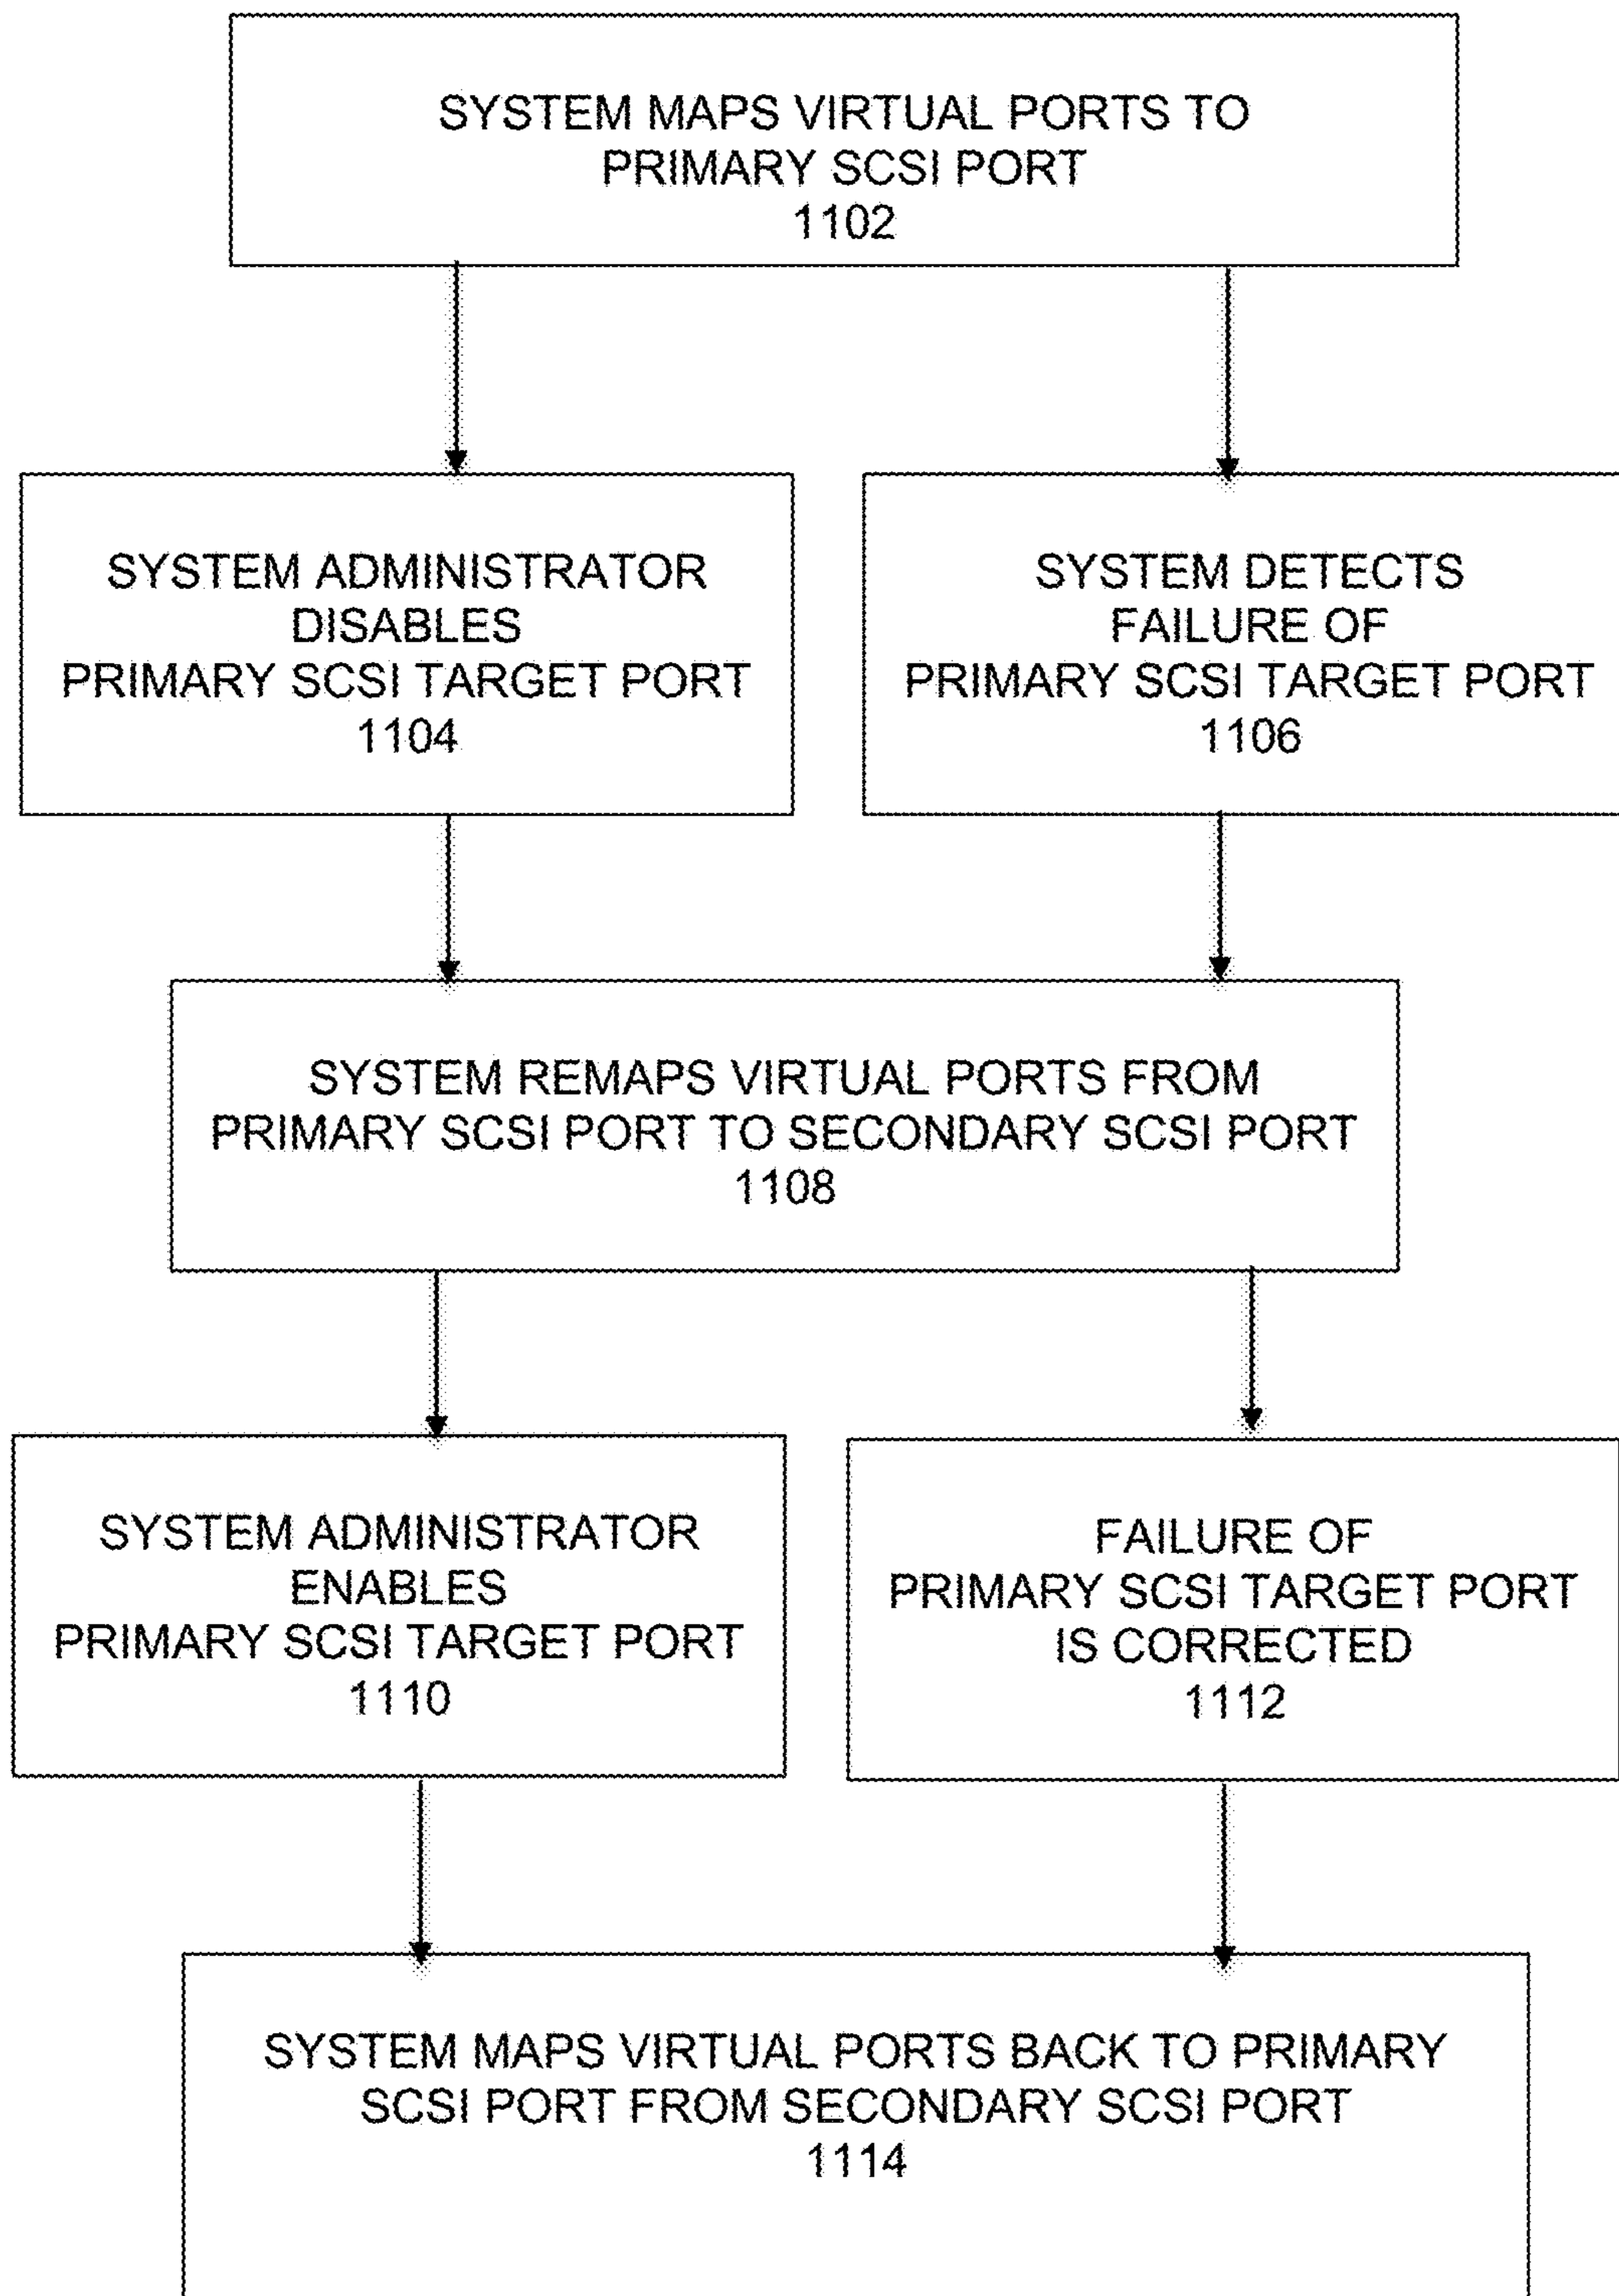 SYSTEM MAPS VIRTUAL PORTS TO
PRIMARY SCSI PORT
1102
SYSTEM ADMINISTRATOR
DISABLES
PRIMARY SCSI TARGET PORT
1104
SYSTEM DETECTS
FAILURE OF
PRIMARY SCSI TARGET PORT
1106
SYSTEM REMAPS VIRTUAL PORTS FROM
PRIMARY SCSI PORT TO SECONDARY SCSI PORT
1108
SYSTEM ADMINISTRATOR
ENABLES
PRIMARY SCSI TARGET PORT
1110
FAILURE OF
PRIMARY SCSI TARGET PORT
IS CORRECTED
1112
SYSTEM MAPS VIRTUAL PORTS BACK TO PRIMARY
SCSI PORT FROM SECONDARY SCSI PORT
1114